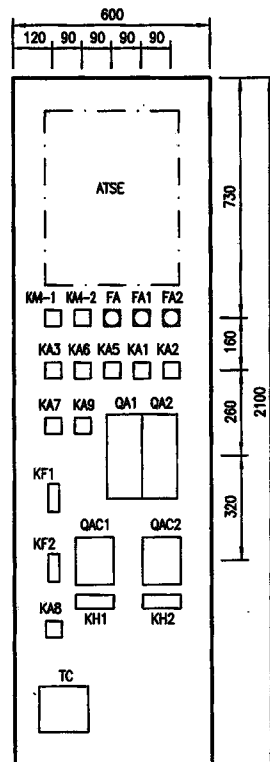 600
120 90 90 90 90
ATSE
730
KM-1 KM-2 FA FA1 FA2
160
KA3 KA6 KA5 KA1 KA2
2100
260
KA7 KA9 QA1 QA2
KF1
320
KF2 QAC1 QAC2
KA8 KH1 KH2
TC